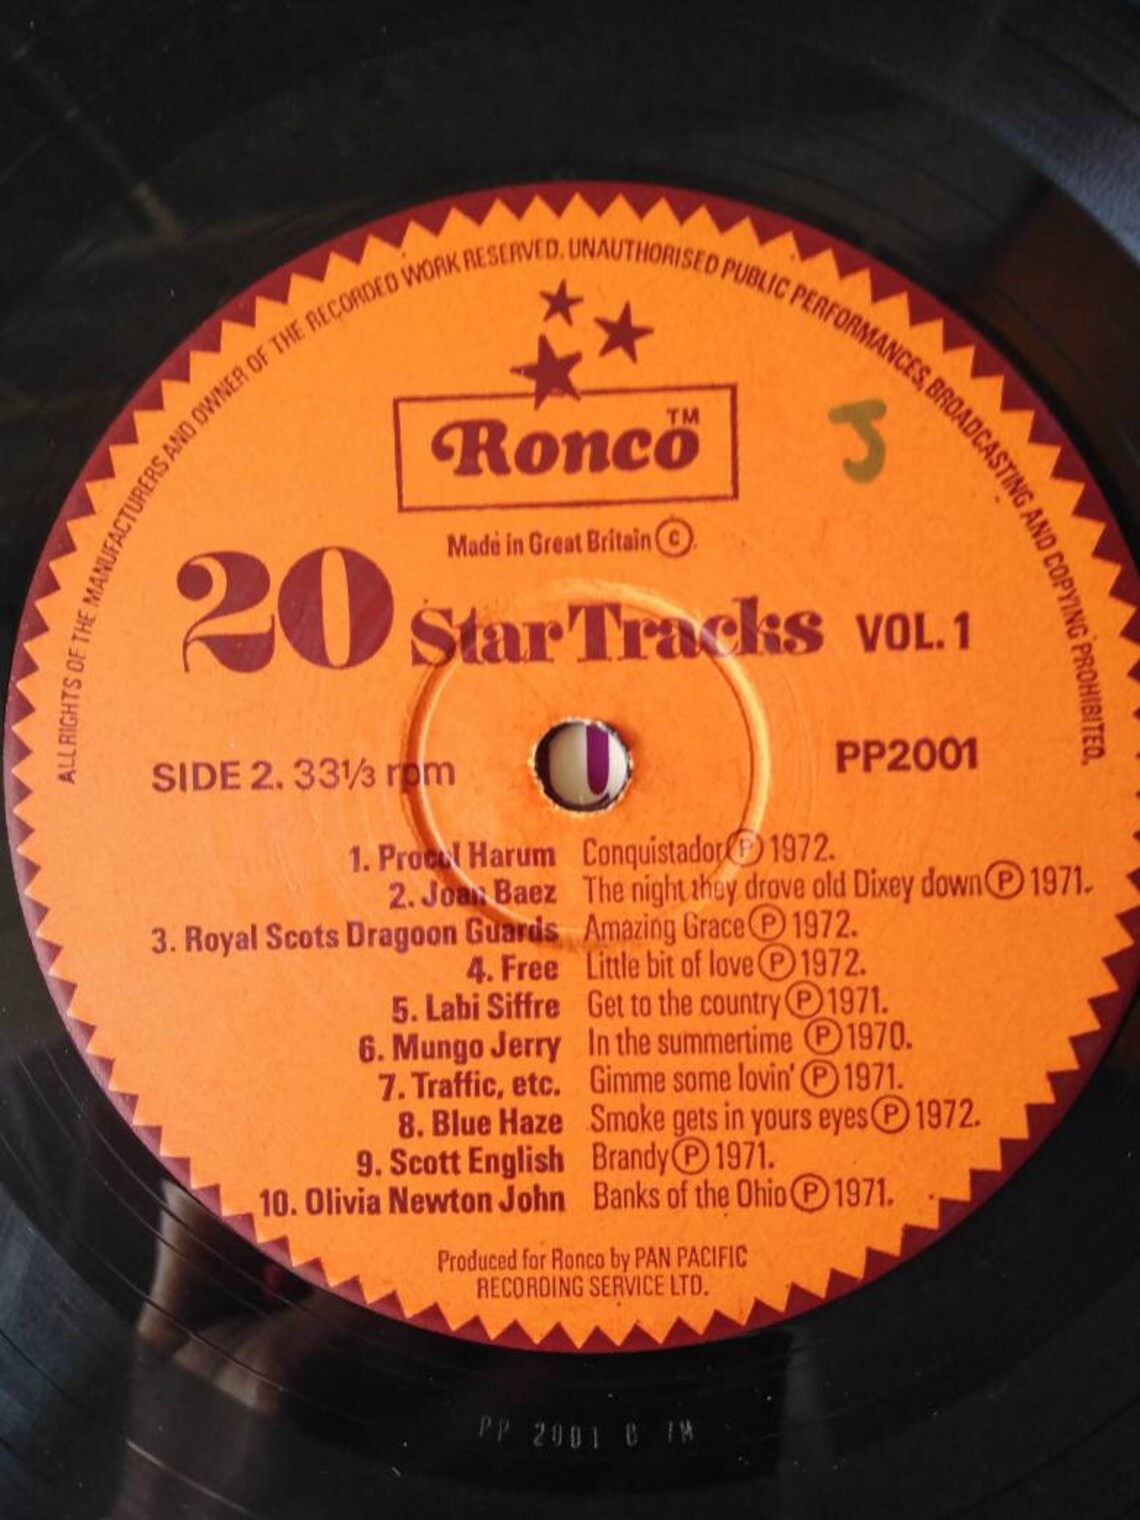 ALL RIGHTS OF THE MANUFACTURERS AND OWNER OF THE RECORDED WORK RESERVED. UNAUTHORISED PUBLIC PERFORMANCES, BROADCASTING AND COPYING PROHIBITED.
Ronco TM
J
Made in Great Britain ©.
20 Star Tracks VOL. 1
SIDE 2. 33⅓ rpm PP2001
1. Procol Harum Conquistador ℗ 1972.
2. Joan Baez The night they drove old Dixey down ℗ 1971.
3. Royal Scots Dragoon Guards Amazing Grace ℗ 1972.
4. Free Little bit of love ℗ 1972.
5. Labi Siffre Get to the country ℗ 1971.
6. Mungo Jerry In the summertime ℗ 1970.
7. Traffic, etc. Gimme some lovin' ℗ 1971.
8. Blue Haze Smoke gets in yours eyes ℗ 1972.
9. Scott English Brandy ℗ 1971.
10. Olivia Newton John Banks of the Ohio ℗ 1971.
Produced for Ronco by PAN PACIFIC
RECORDING SERVICE LTD.
PP 2001 B